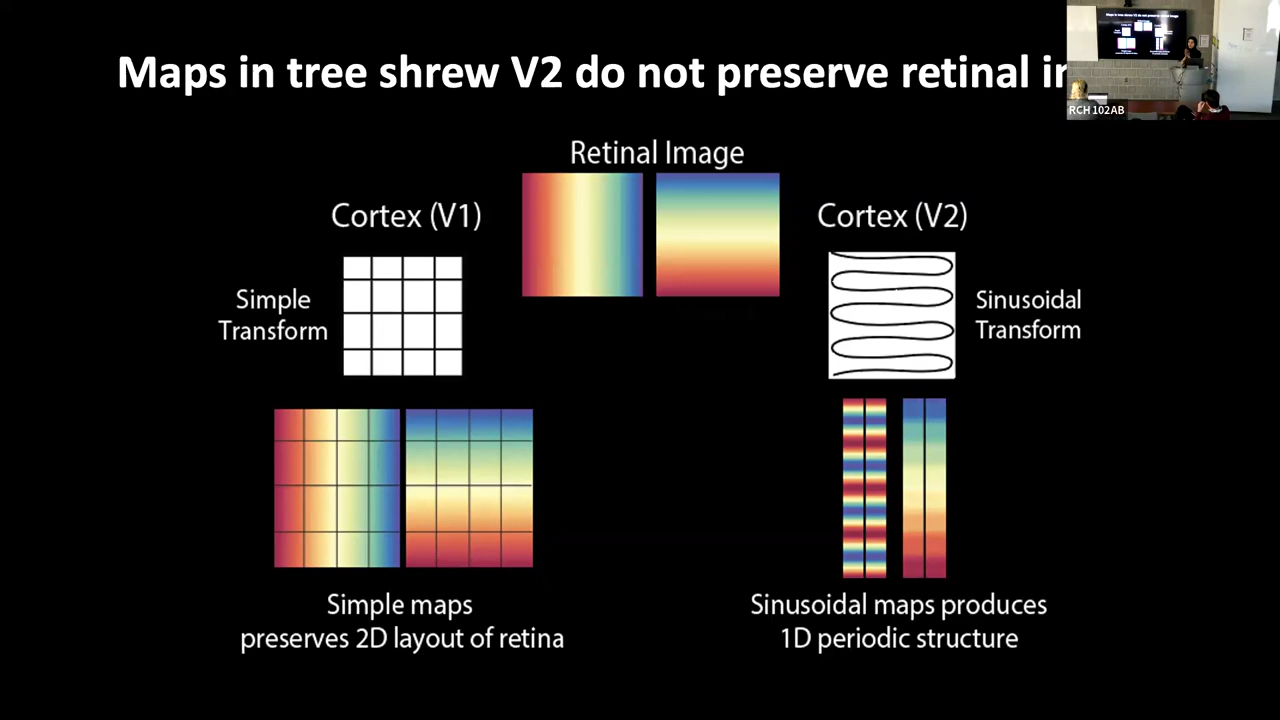 Maps in tree shrew V2 do not preserve retinal
RCH 102AB
Retinal Image
Cortex (V1)
Cortex (V2)
Simple
Transform
Sinusoidal
Transform
Simple maps
preserves 2D layout of retina
Sinusoidal maps produces
1D periodic structure